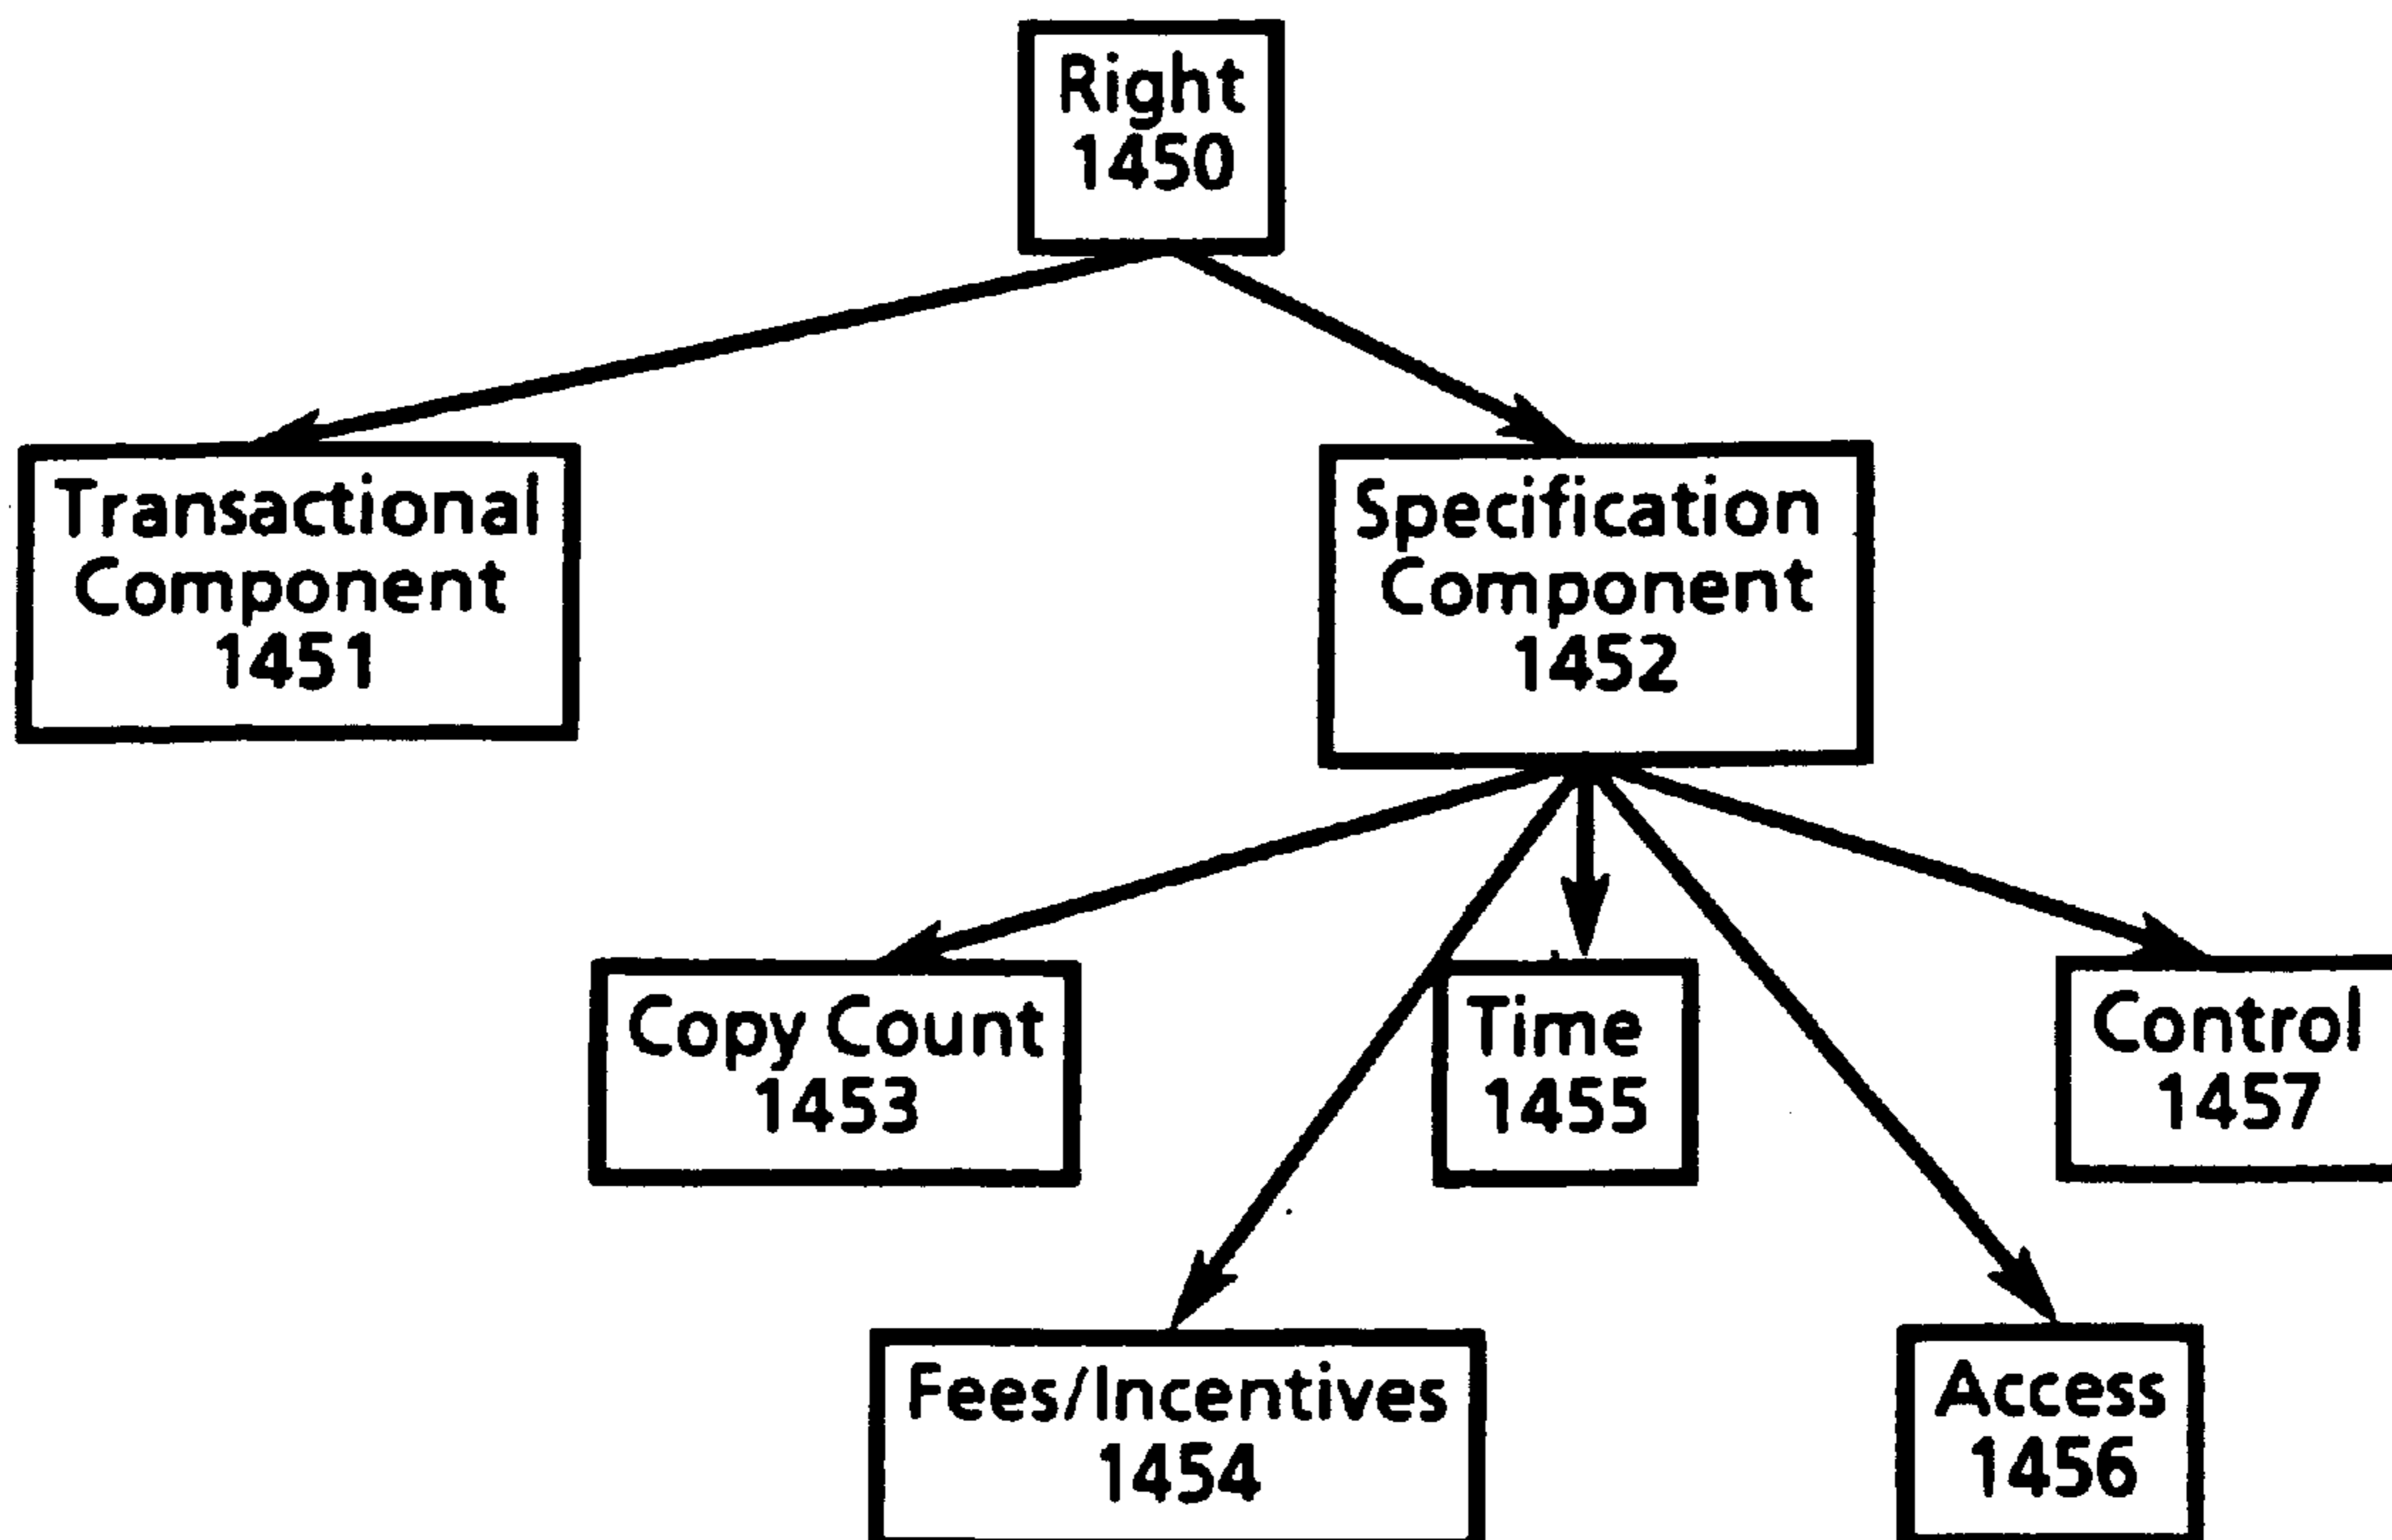 Right
1450
Transactional
Component
1451
Specification
Component
1452
Copy Count
1453
Time
1455
Control
1457
Fees/Incentives
1454
Access
1456